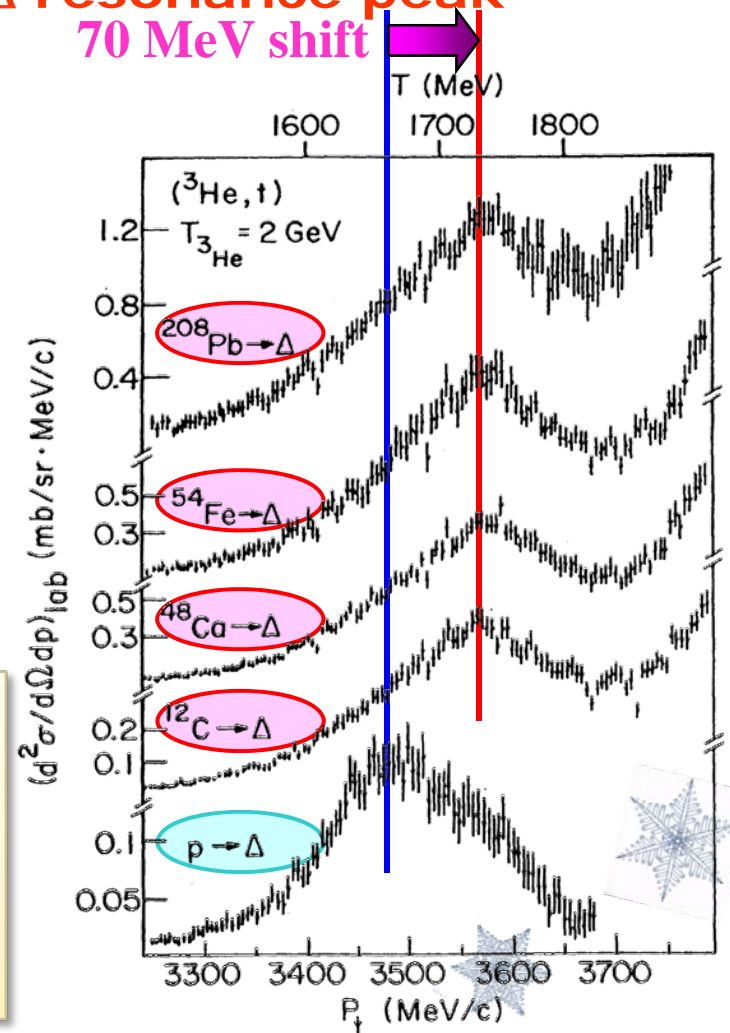 Δ resonance peak
70 MeV shift
T (MeV)
1600 1700 1800
(³He, t)
T₃He = 2 GeV
1.2
0.8
0.4
²⁰⁸Pb→Δ
0.5
0.3
⁵⁴Fe→Δ
0.5
0.3
⁴⁸Ca→Δ
0.2
0.1
¹²C→Δ
0.1
0.05
p→Δ
(d²σ/dΩdp)lab (mb/sr·MeV/c)
3300 3400 3500 3600 3700
Pt (MeV/c)